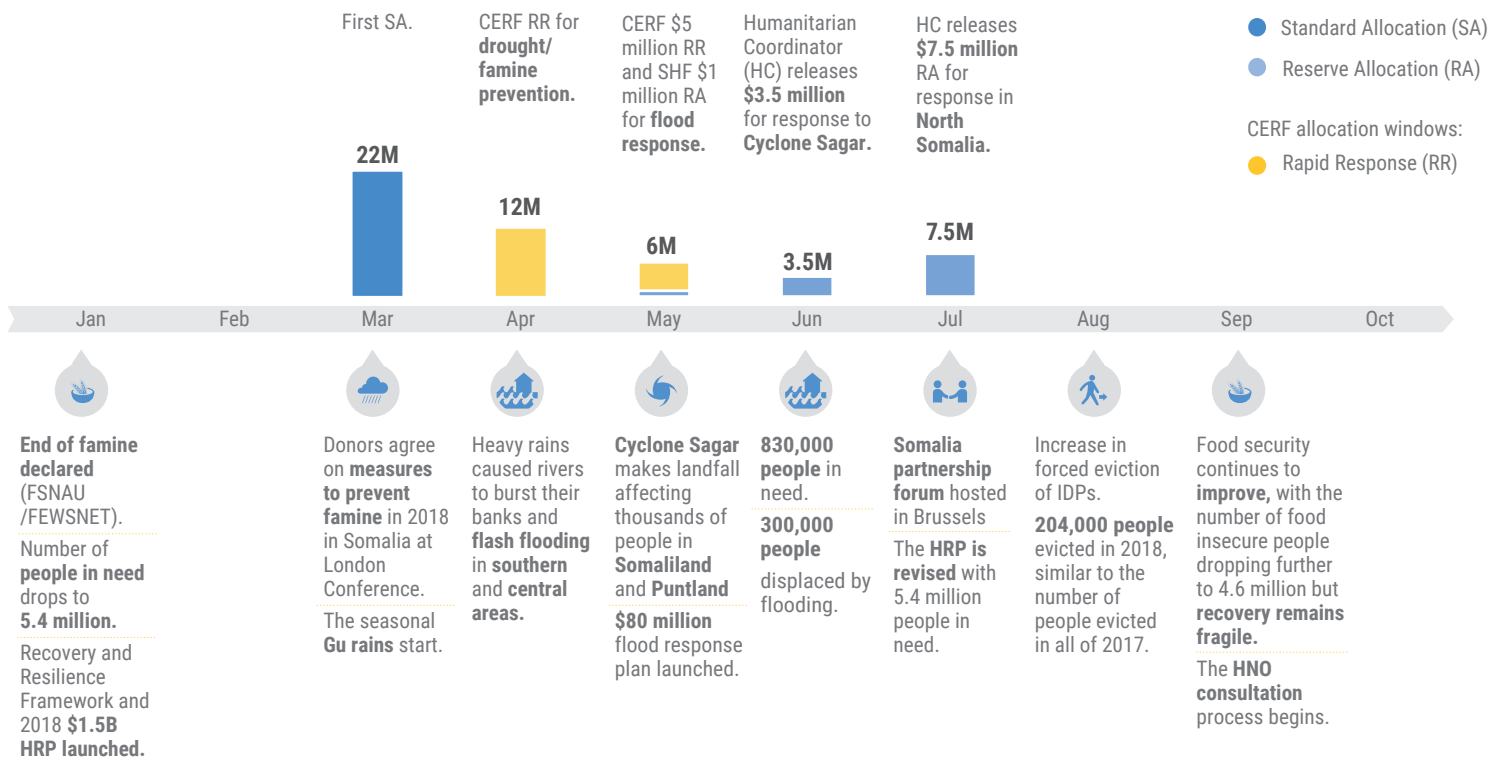 First SA.
CERF RR for
drought/
famine
prevention.
CERF $5
million RR
and SHF $1
million RA
for flood
response.
Humanitarian
Coordinator
(HC) releases
$3.5 million
for response to
Cyclone Sagar.
HC releases
$7.5 million
RA for
response in
North
Somalia.
Standard Allocation (SA)
Reserve Allocation (RA)
CERF allocation windows:
Rapid Response (RR)
22M
12M
6M
3.5M
7.5M
Jan
Feb
Mar
Apr
May
Jun
Jul
Aug
Sep
Oct
End of famine
declared
(FSNAU
/FEWSNET).
Number of
people in need
drops to
5.4 million.
Recovery and
Resilience
Framework and
2018 $1.5B
HRP launched.
Donors agree
on measures
to prevent
famine in 2018
in Somalia at
London
Conference.
The seasonal
Gu rains start.
Heavy rains
caused rivers
to burst their
banks and
flash flooding
in southern
and central
areas.
Cyclone Sagar
makes landfall
affecting
thousands of
people in
Somaliland
and Puntland
$80 million
flood response
plan launched.
830,000
people in
need.
300,000
people
displaced by
flooding.
Somalia
partnership
forum hosted
in Brussels
The HRP is
revised with
5.4 million
people in
need.
Increase in
forced eviction
of IDPs.
204,000 people
evicted in 2018,
similar to the
number of
people evicted
in all of 2017.
Food security
continues to
improve, with the
number of food
insecure people
dropping further
to 4.6 million but
recovery remains
fragile.
The HNO
consultation
process begins.